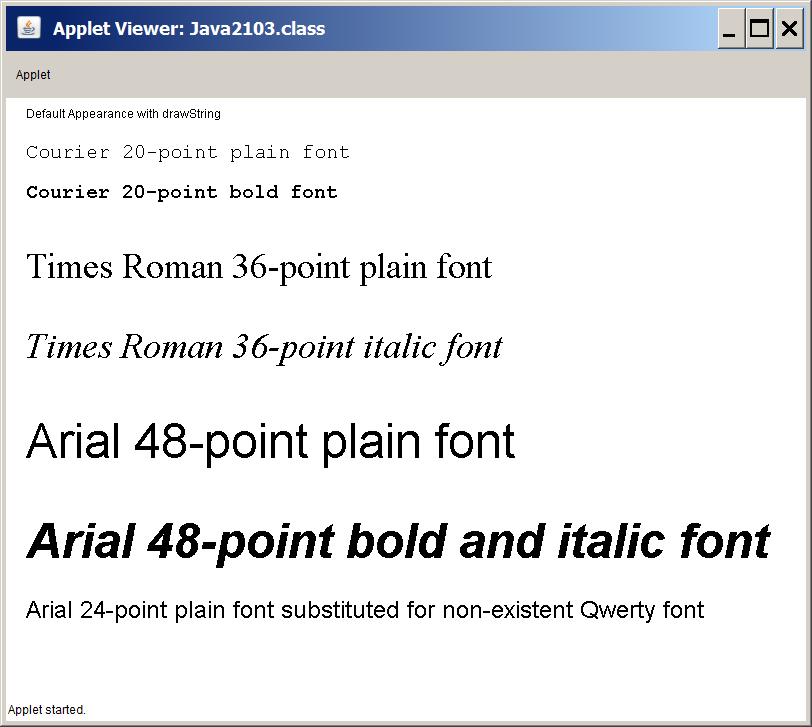 Applet Viewer: Java2103.class
Applet
Default Appearance with drawString
Courier 20-point plain font
Courier 20-point bold font
Times Roman 36-point plain font
Times Roman 36-point italic font
Arial 48-point plain font
Arial 48-point bold and italic font
Arial 24-point plain font substituted for non-existent Qwerty font
Applet started.